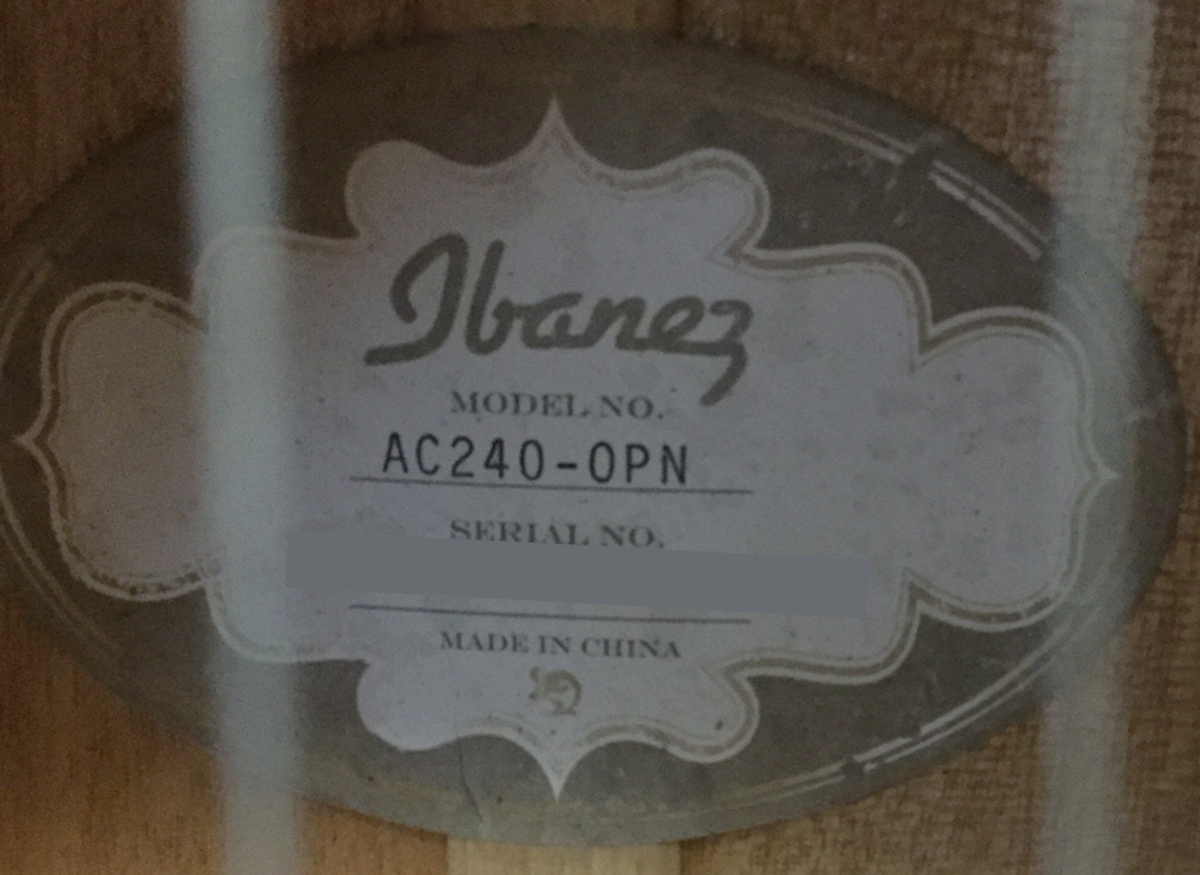 Ibanez
MODEL NO.
AC240-OPN
SERIAL NO.
MADE IN CHINA